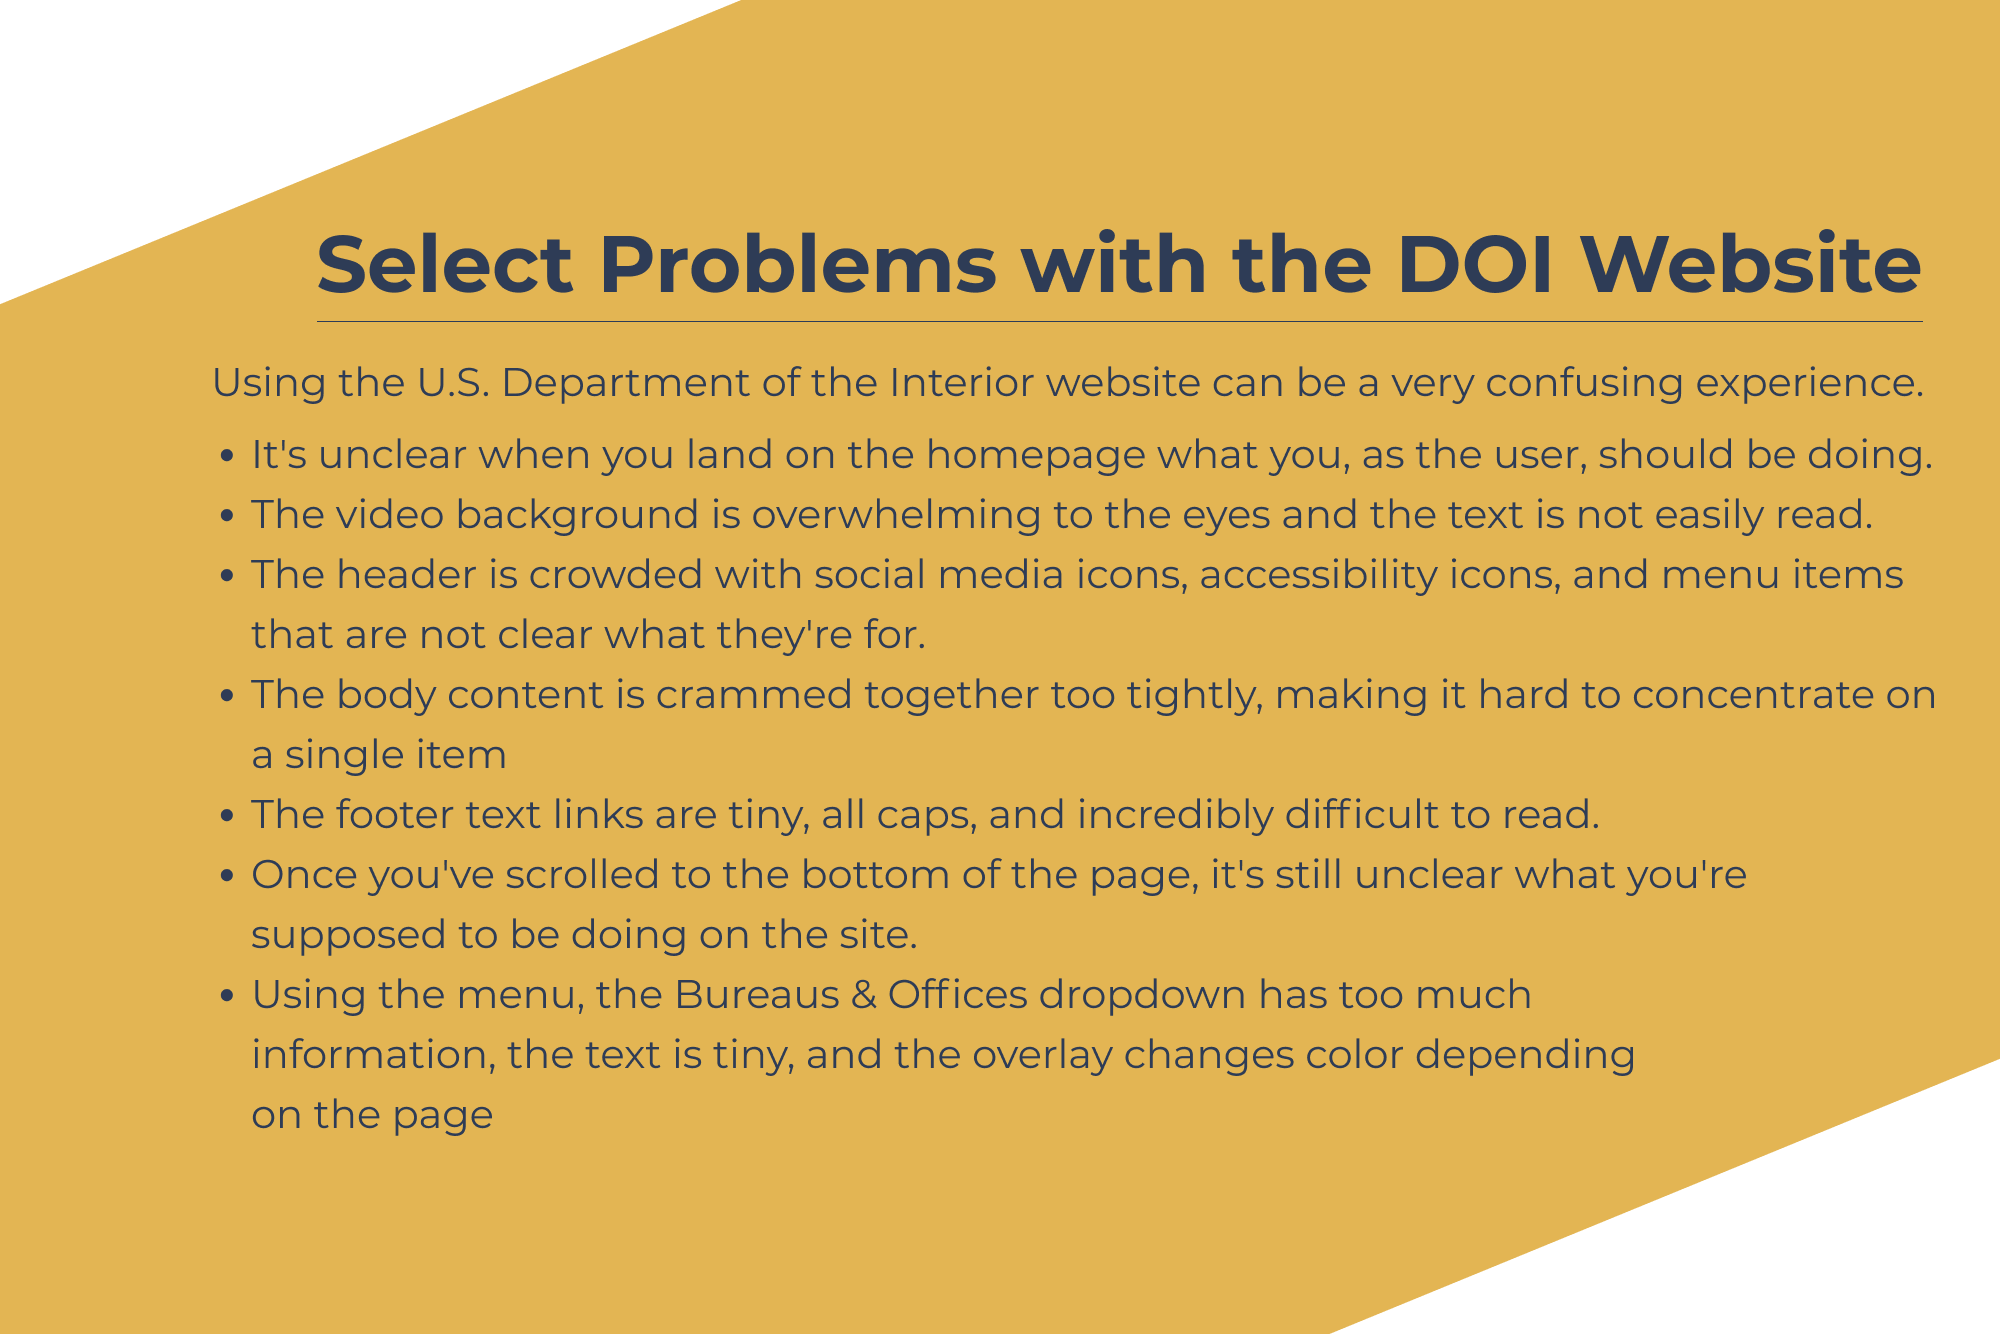 Select Problems with the DOI Website
Using the U.S. Department of the Interior website can be a very confusing experience.
• It's unclear when you land on the homepage what you, as the user, should be doing.
• The video background is overwhelming to the eyes and the text is not easily read.
• The header is crowded with social media icons, accessibility icons, and menu items
that are not clear what they're for.
• The body content is crammed together too tightly, making it hard to concentrate on
a single item
• The footer text links are tiny, all caps, and incredibly difficult to read.
• Once you've scrolled to the bottom of the page, it's still unclear what you're
supposed to be doing on the site.
• Using the menu, the Bureaus & Offices dropdown has too much
information, the text is tiny, and the overlay changes color depending
on the page